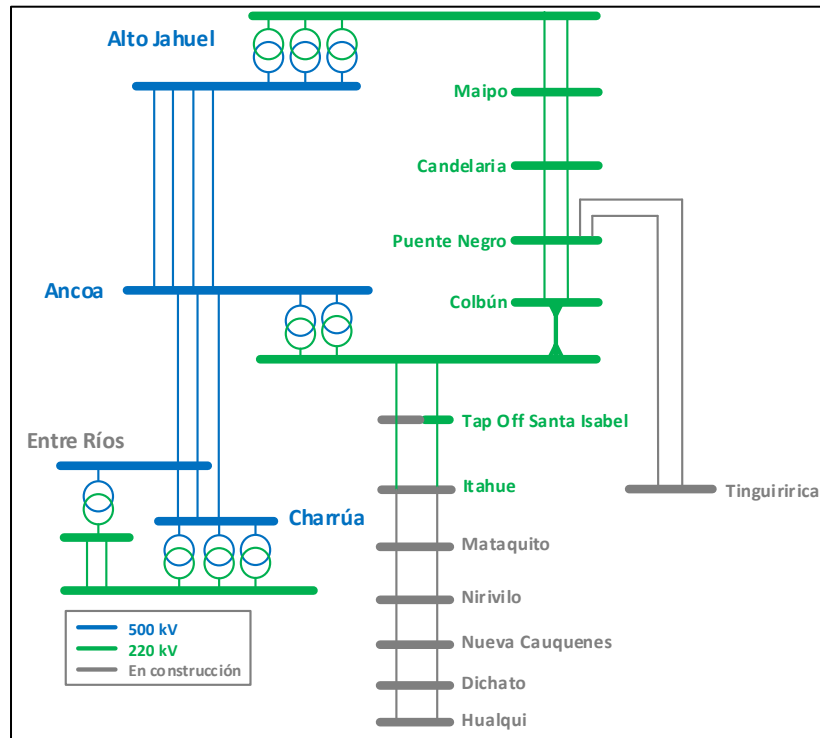 Alto Jahuel
Maipo
Candelaria
Puente Negro
Ancoa
Colbún
Tap Off Santa Isabel
Entre Ríos
Itahue
Tinguiririca
Charrúa
Mataquito
Nirivilo
500 kV
220 kV
En construcción
Nueva Cauquenes
Dichato
Hualqui